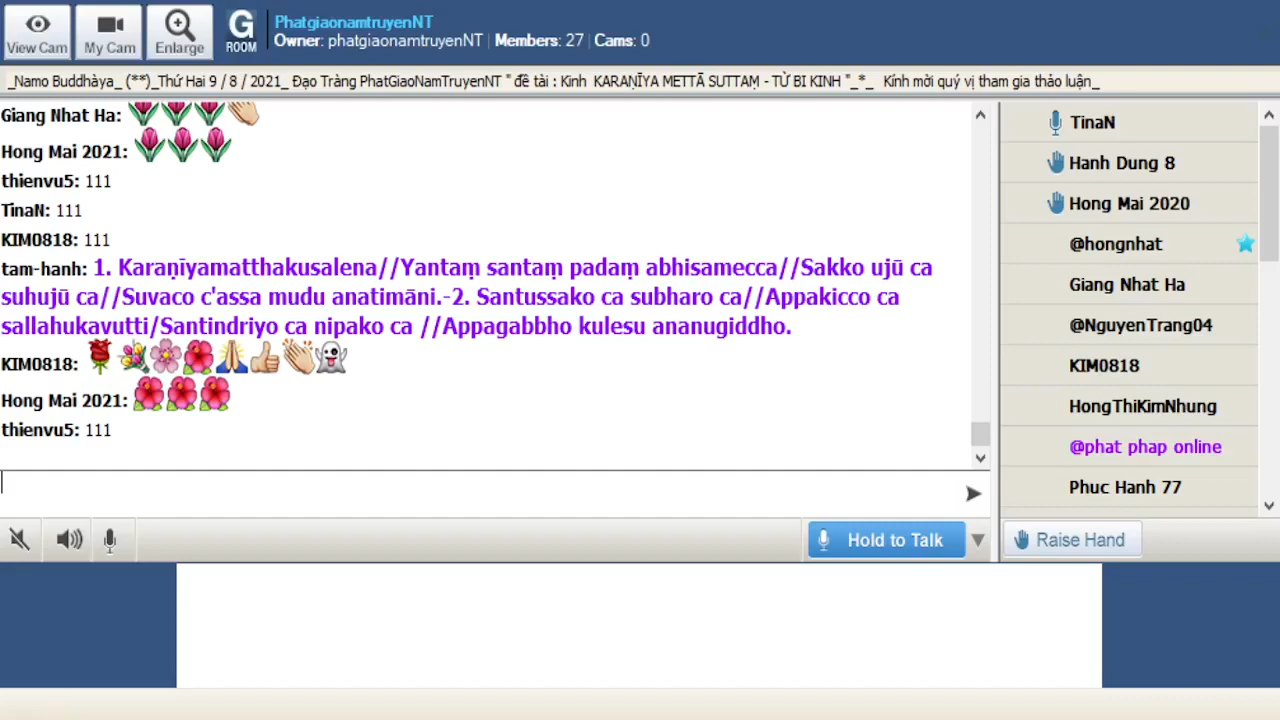 View Cam
My Cam
Enlarge
G
ROOM
PhatgiaonamtruyenNT
Owner: phatgiaonamtruyenNT | Members: 27 | Cams: 0
_Namo Buddhàya_ (**)_Thứ Hai 9 / 8 / 2021_ Đạo Tràng PhatGiaoNamTruyenNT " đề tài : Kinh  KARAṆĪYA METTĀ SUTTAṂ - TỪ BI KINH "_*_   Kính mời quý vị tham gia thảo luận_
Giang Nhat Ha:
Hong Mai 2021:
thienvu5: 111
TinaN: 111
KIM0818: 111
tam-hanh: 1. Karaṇīyamatthakusalena//Yantaṃ santaṃ padaṃ abhisamecca//Sakko ujū ca
suhujū ca//Suvaco c'assa mudu anatimāni.-2. Santussako ca subharo ca//Appakicco ca
sallahukavutti/Santindriyo ca nipako ca //Appagabbho kulesu ananugiddho.
KIM0818:
Hong Mai 2021:
thienvu5: 111
TinaN
Hanh Dung 8
Hong Mai 2020
@hongnhat
Giang Nhat Ha
@NguyenTrang04
KIM0818
HongThiKimNhung
@phat phap online
Phuc Hanh 77
Hold to Talk
Raise Hand